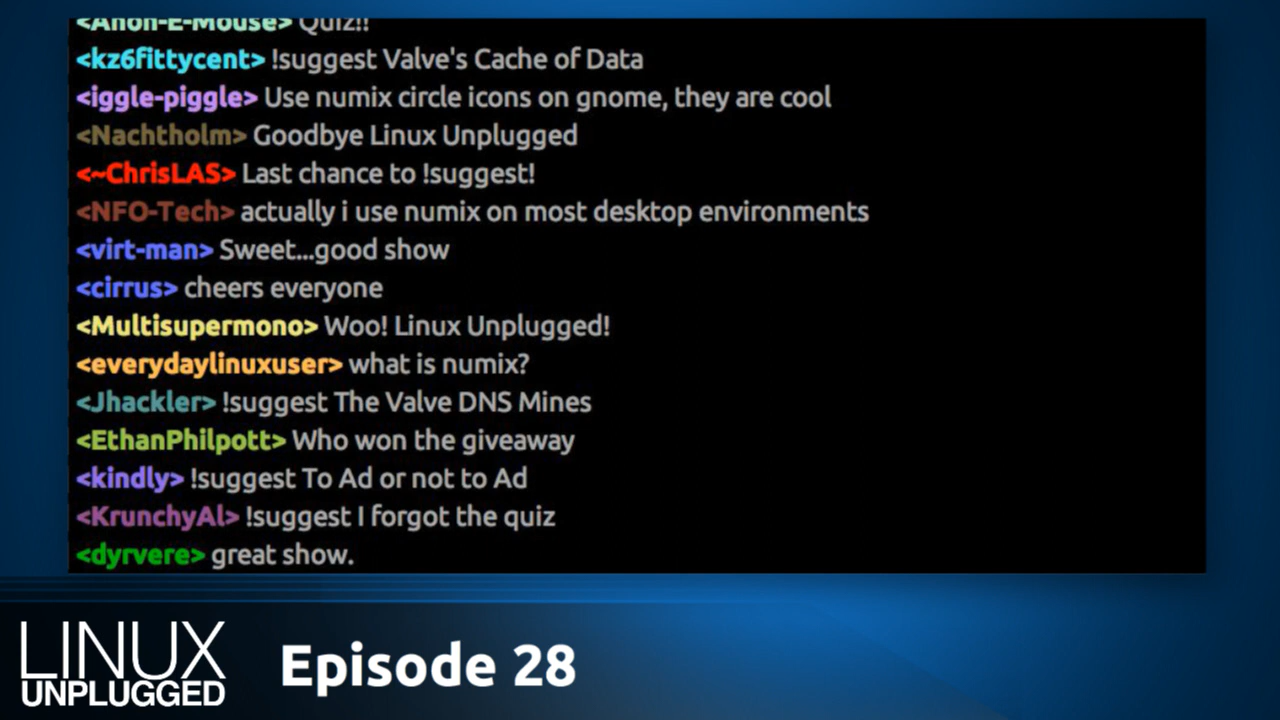 <Anon-E-Mouse> Quiz!!
<kz6fittycent> !suggest Valve's Cache of Data
<iggle-piggle> Use numix circle icons on gnome, they are cool
<Nachtholm> Goodbye Linux Unplugged
<~ChrisLAS> Last chance to !suggest!
<NFO-Tech> actually i use numix on most desktop environments
<virt-man> Sweet...good show
<cirrus> cheers everyone
<Multisupermono> Woo! Linux Unplugged!
<everydaylinuxuser> what is numix?
<Jhackler> !suggest The Valve DNS Mines
<EthanPhilpott> Who won the giveaway
<kindly> !suggest To Ad or not to Ad
<KrunchyAl> !suggest I forgot the quiz
<dyrvere> great show.
LINUX
UNPLUGGED
Episode 28